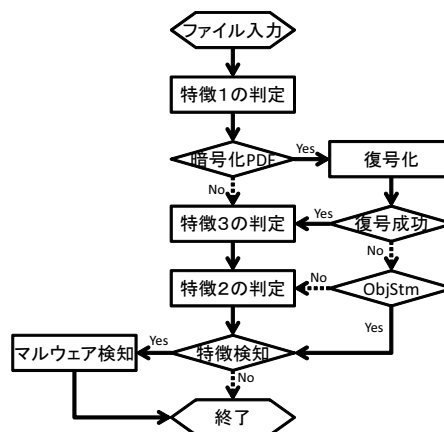 ファイル入力
特徴1の判定
暗号化PDF
Yes
復号化
No
特徴3の判定
Yes
復号成功
No
特徴２の判定
No
ObjStm
Yes
マルウェア検知
Yes
特徴検知
No
終了